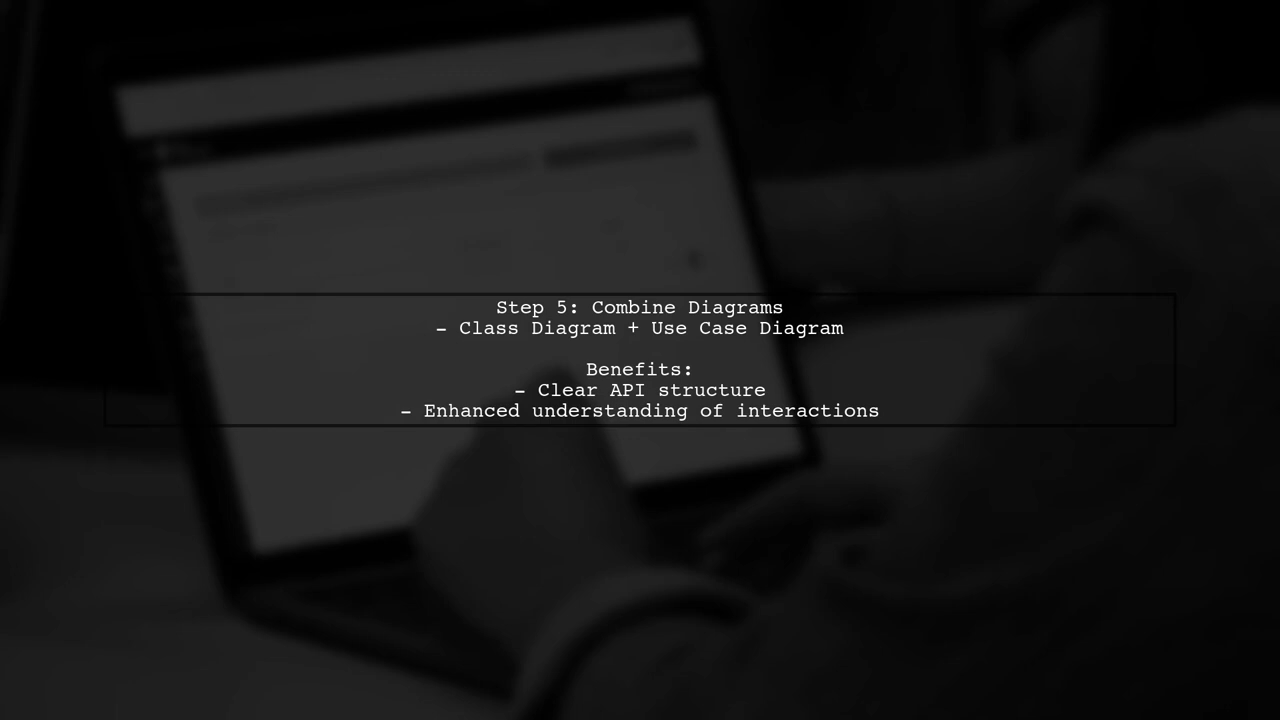 Step 5: Combine Diagrams
- Class Diagram + Use Case Diagram
Benefits:
- Clear API structure
- Enhanced understanding of interactions